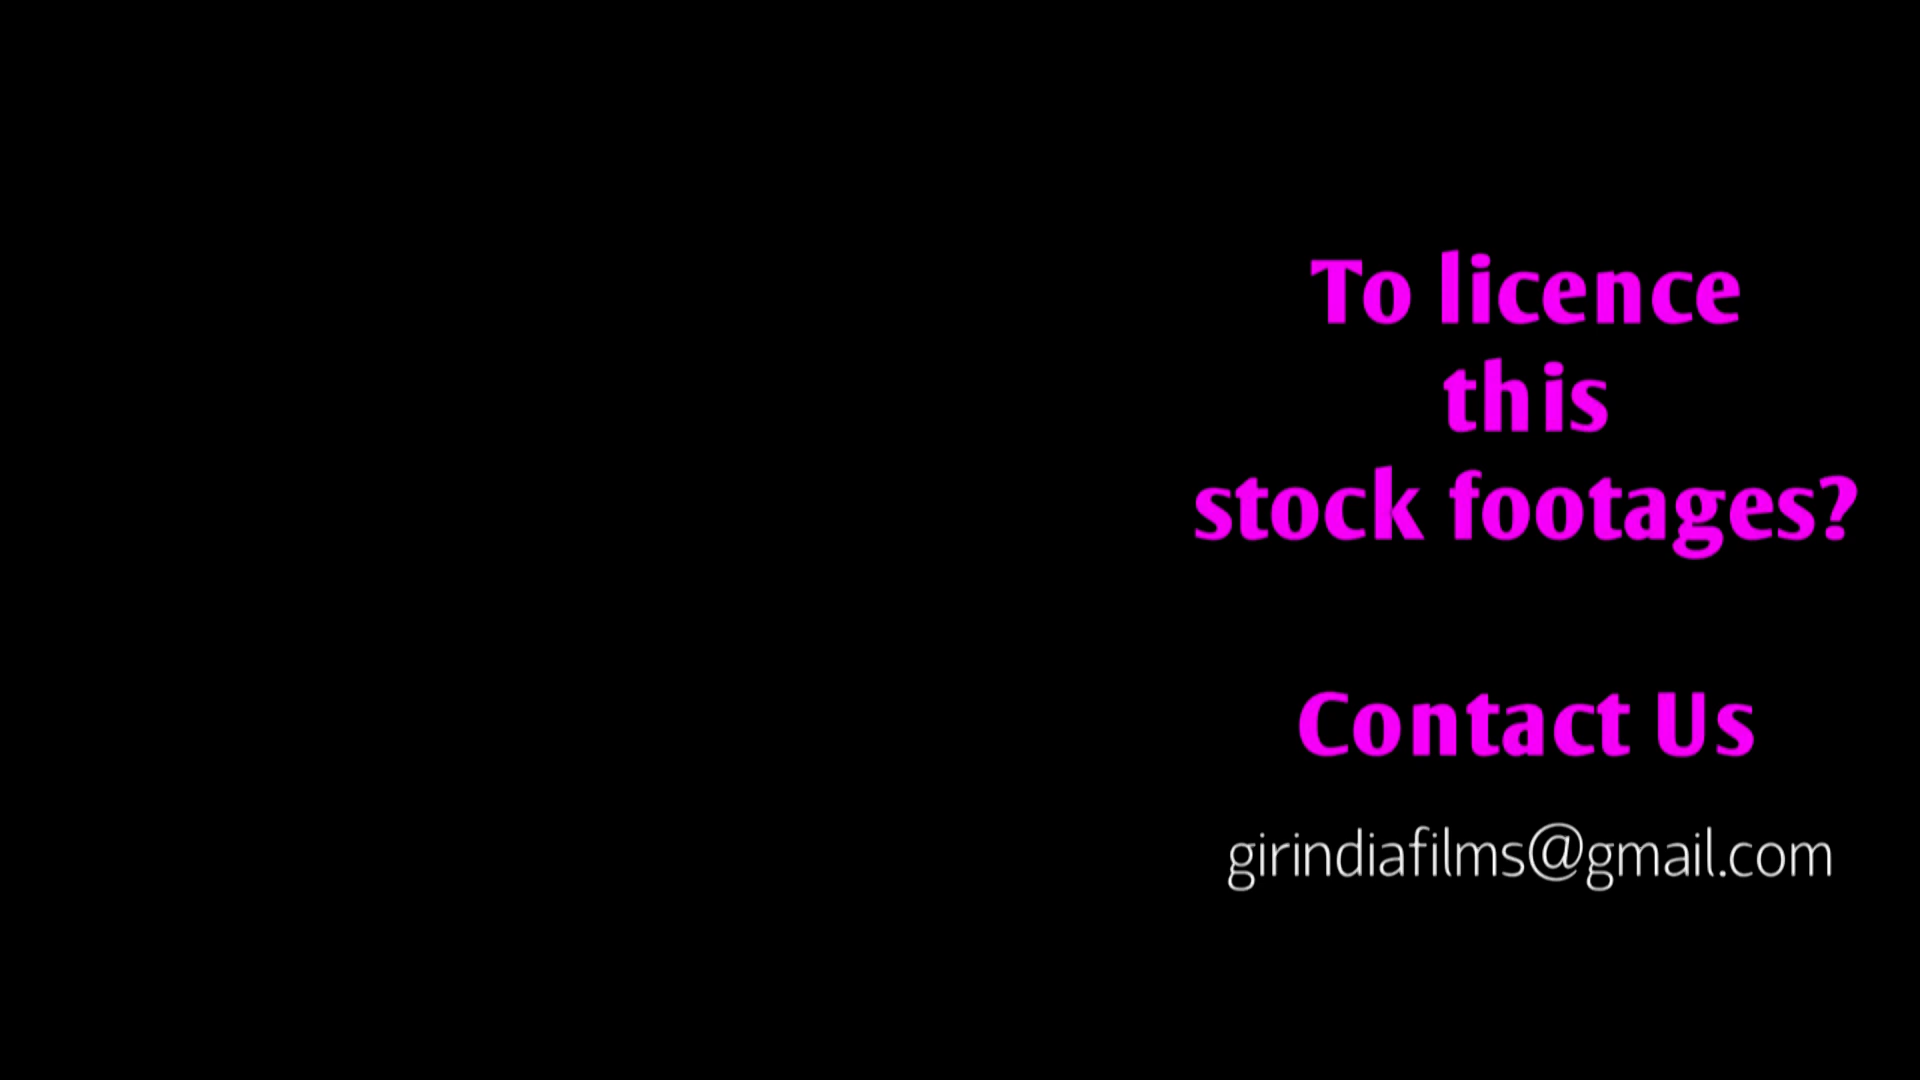 To licence
this
stock footages?
Contact Us
girindiafilms@gmail.com